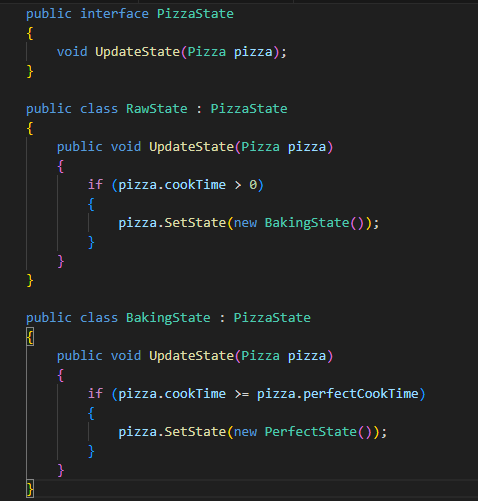 public interface PizzaState
{
    void UpdateState(Pizza pizza);
}

public class RawState : PizzaState
{
    public void UpdateState(Pizza pizza)
    {
        if (pizza.cookTime > 0)
        {
            pizza.SetState(new BakingState());
        }
    }
}

public class BakingState : PizzaState
{
    public void UpdateState(Pizza pizza)
    {
        if (pizza.cookTime >= pizza.perfectCookTime)
        {
            pizza.SetState(new PerfectState());
        }
    }
}